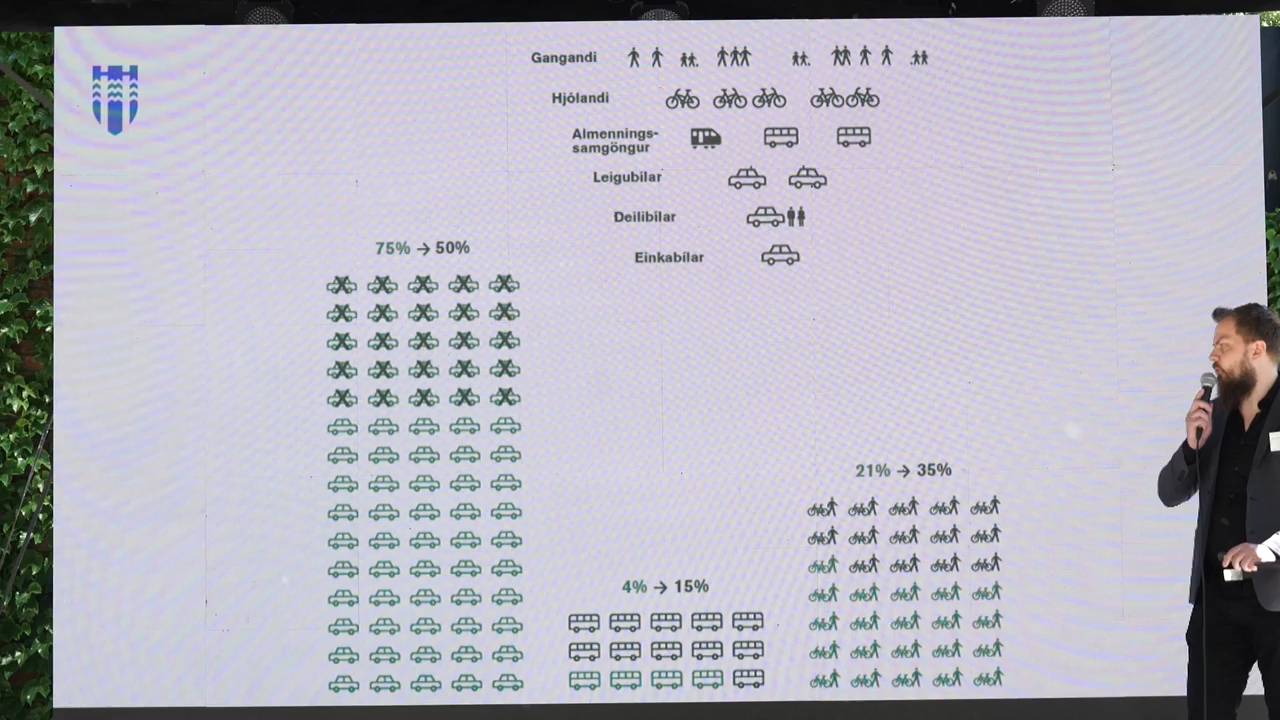 Gangandi
Hjólandi
Almennings-
samgöngur
Leigubílar
Deilibílar
Einkabílar
75% → 50%
21% → 35%
4% → 15%